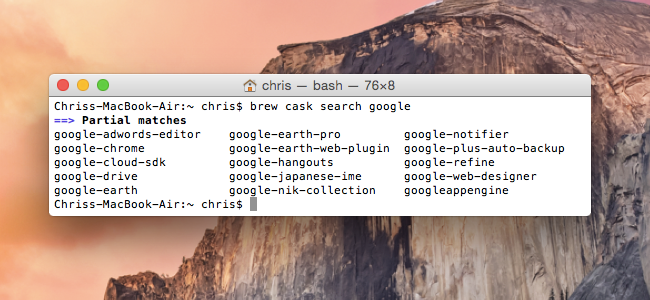 chris — bash — 76×8
Chriss-MacBook-Air:~ chris$ brew cask search google
==> Partial matches
google-adwords-editor google-earth-pro google-notifier
google-chrome google-earth-web-plugin google-plus-auto-backup
google-cloud-sdk google-hangouts google-refine
google-drive google-japanese-ime google-web-designer
google-earth google-nik-collection googleappengine
Chriss-MacBook-Air:~ chris$